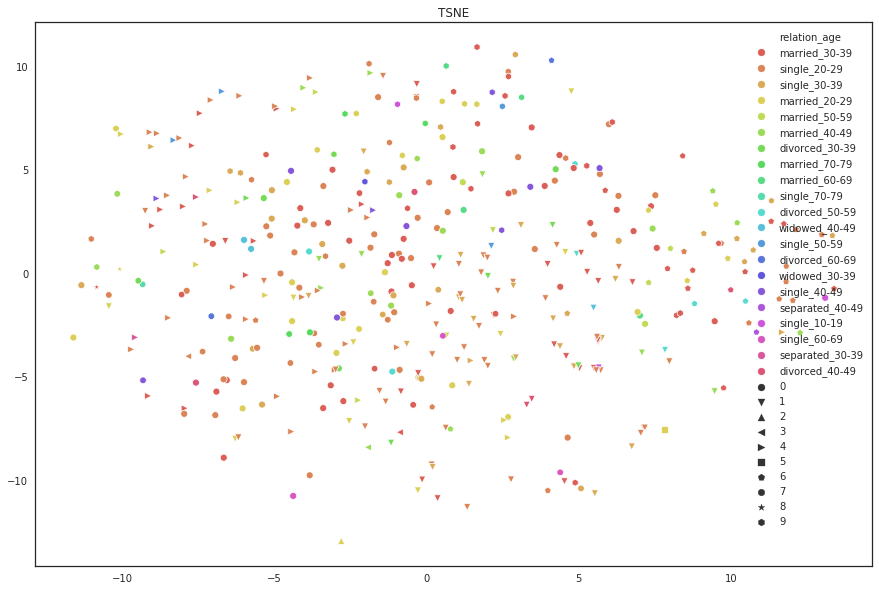 TSNE
relation_age
married_30-39
single_20-29
single_30-39
married_20-29
married_50-59
married_40-49
divorced_30-39
married_70-79
married_60-69
single_70-79
divorced_50-59
widowed_40-49
single_50-59
divorced_60-69
widowed_30-39
single_40-49
separated_40-49
single_10-19
single_60-69
separated_30-39
divorced_40-49
0
1
2
3
4
5
6
7
8
9
10
5
0
−5
−10
−10 −5 0 5 10